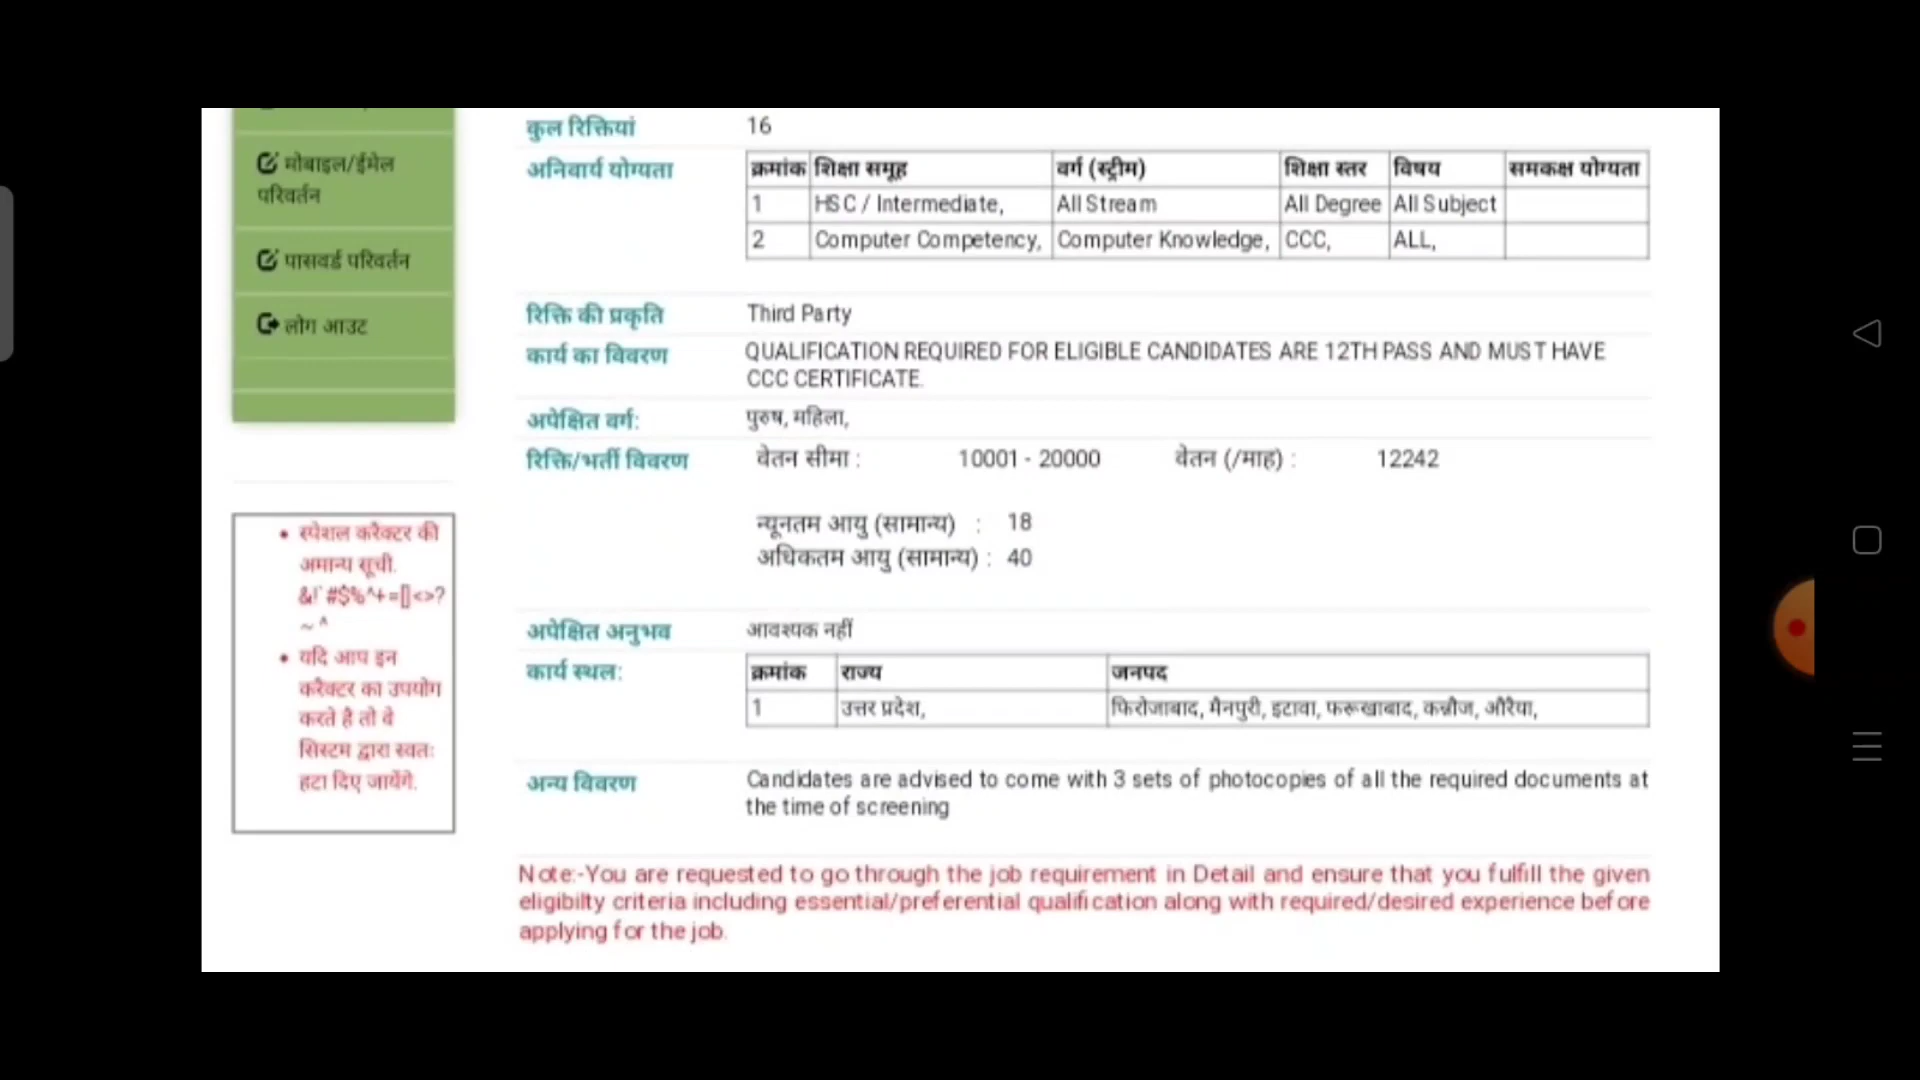 मोबाइल/ईमेल
परिवर्तन
पासवर्ड परिवर्तन
लोग आउट
स्पेशल करैक्टर की
अमान्य सूची.
&!`#$%^+=[]<>?
~ ^
यदि आप इन
करैक्टर का उपयोग
करते है तो वे
सिस्टम द्वारा स्वतः
हटा दिए जायेंगे.
कुल रिक्तियां 16
अनिवार्य योग्यता
क्रमांक शिक्षा समूह वर्ग (स्ट्रीम) शिक्षा स्तर विषय समकक्ष योग्यता
1 HSC / Intermediate, All Stream All Degree All Subject
2 Computer Competency, Computer Knowledge, CCC, ALL,
रिक्ति की प्रकृति Third Party
कार्य का विवरण QUALIFICATION REQUIRED FOR ELIGIBLE CANDIDATES ARE 12TH PASS AND MUST HAVE
CCC CERTIFICATE.
अपेक्षित वर्ग: पुरुष, महिला,
रिक्ति/भर्ती विवरण वेतन सीमा : 10001 - 20000 वेतन (/माह) : 12242
न्यूनतम आयु (सामान्य) : 18
अधिकतम आयु (सामान्य) : 40
अपेक्षित अनुभव आवश्यक नहीं
कार्य स्थल:
क्रमांक राज्य जनपद
1 उत्तर प्रदेश, फिरोजाबाद, मैनपुरी, इटावा, फरूखाबाद, कन्नौज, औरैया,
अन्य विवरण Candidates are advised to come with 3 sets of photocopies of all the required documents at
the time of screening
Note:-You are requested to go through the job requirement in Detail and ensure that you fulfill the given
eligibilty criteria including essential/preferential qualification along with required/desired experience before
applying for the job.